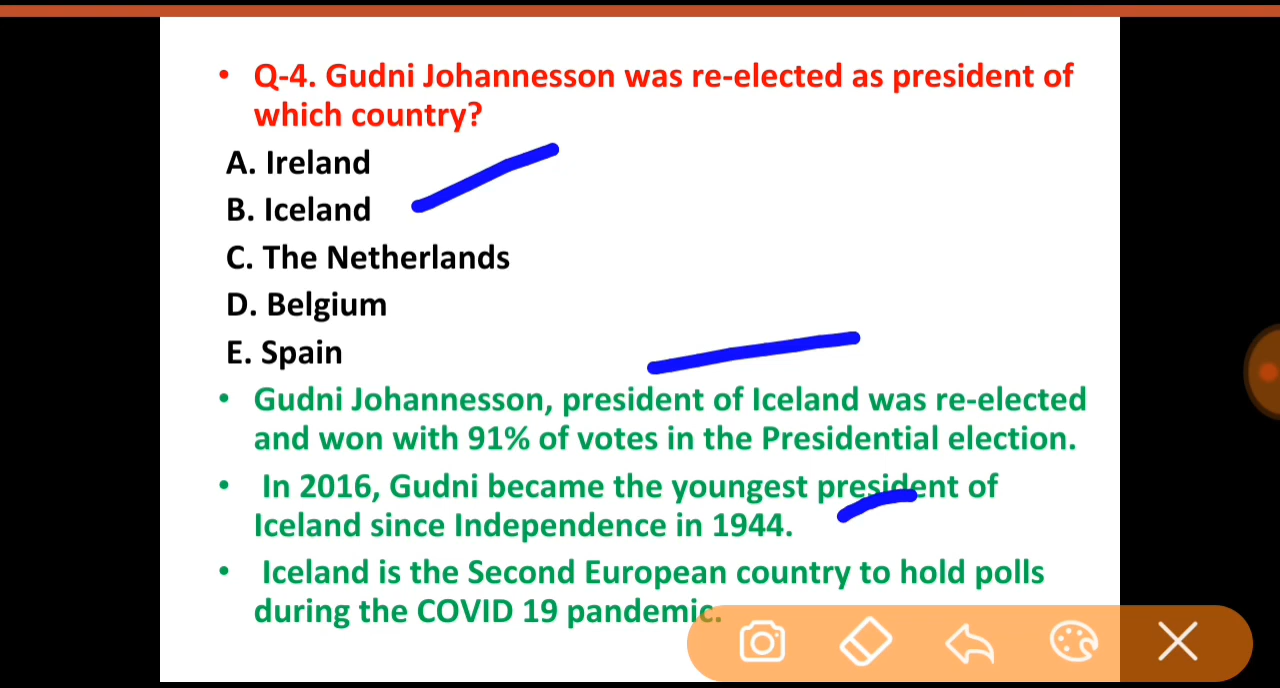 • Q-4. Gudni Johannesson was re-elected as president of
which country?
A. Ireland
B. Iceland
C. The Netherlands
D. Belgium
E. Spain
• Gudni Johannesson, president of Iceland was re-elected
and won with 91% of votes in the Presidential election.
• In 2016, Gudni became the youngest president of
Iceland since Independence in 1944.
• Iceland is the Second European country to hold polls
during the COVID 19 pandemic.